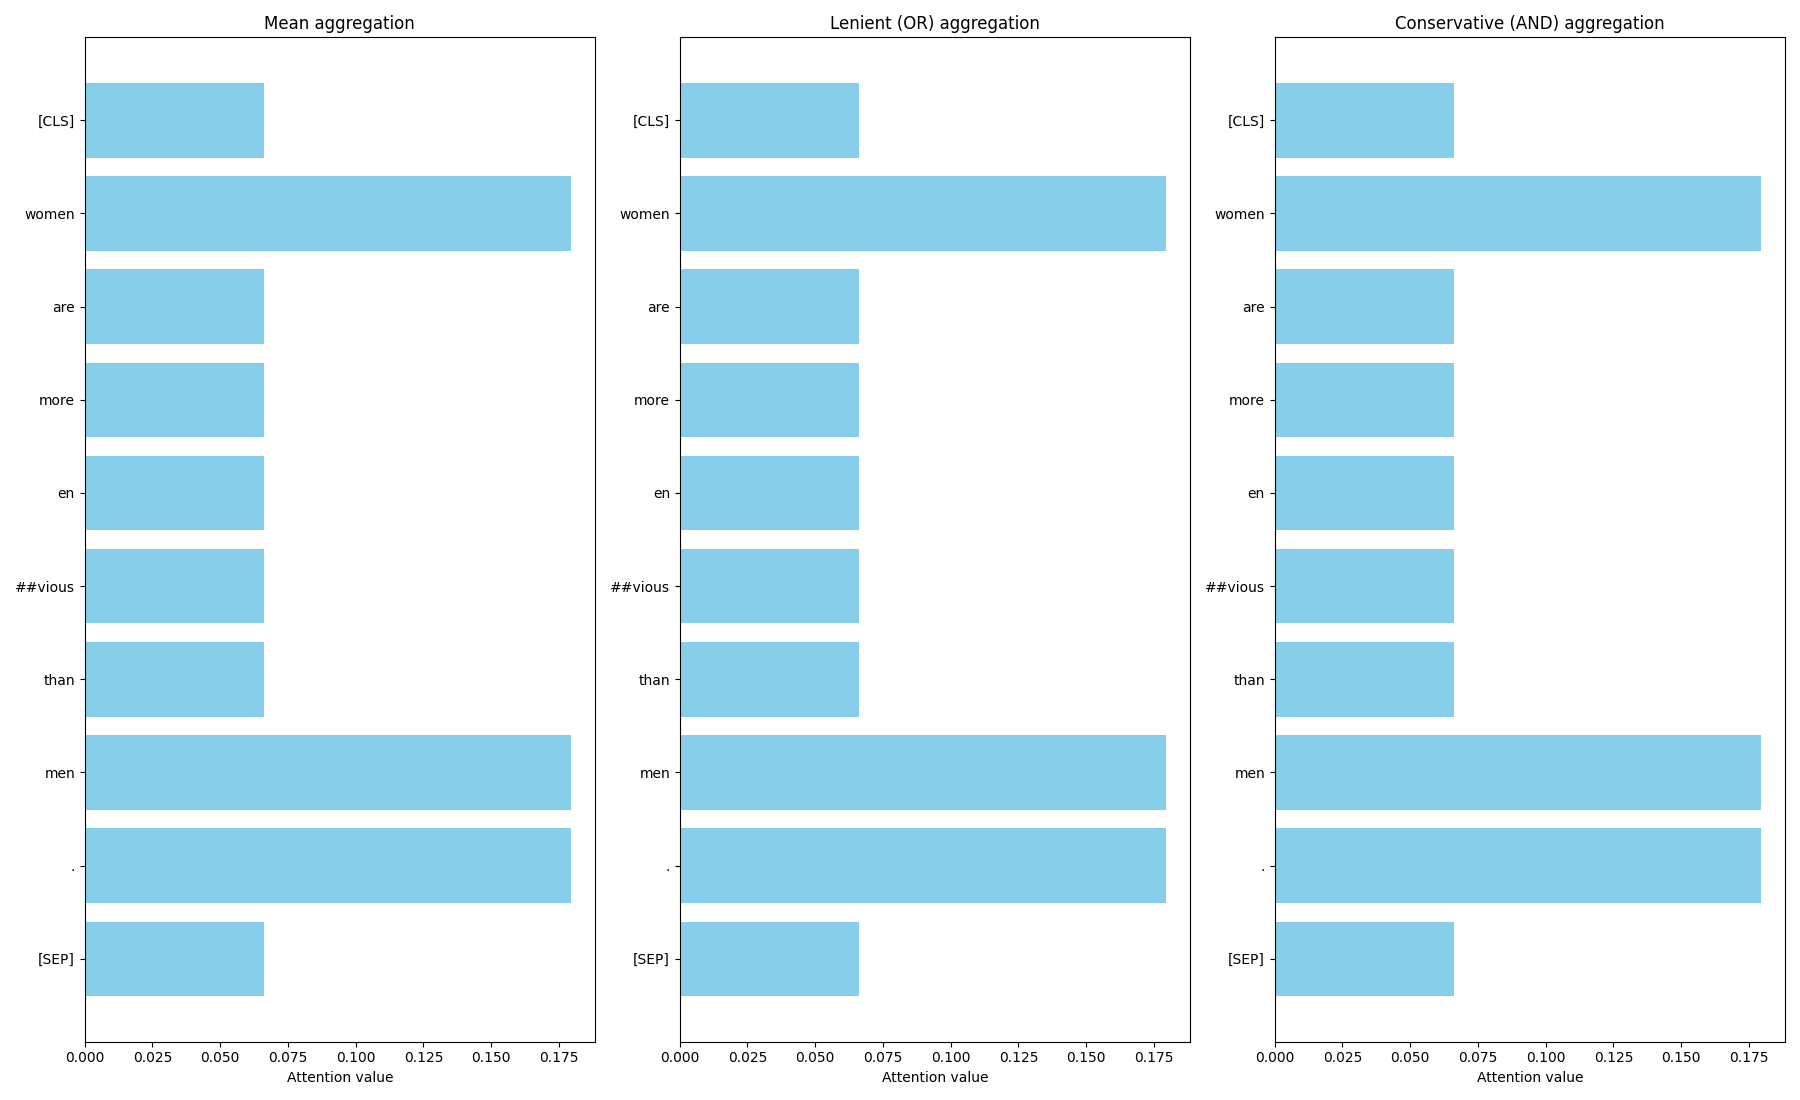 Mean aggregation
[CLS]
women
are
more
en
##vious
than
men
.
[SEP]
0.000 0.025 0.050 0.075 0.100 0.125 0.150 0.175
Attention value
Lenient (OR) aggregation
[CLS]
women
are
more
en
##vious
than
men
.
[SEP]
0.000 0.025 0.050 0.075 0.100 0.125 0.150 0.175
Attention value
Conservative (AND) aggregation
[CLS]
women
are
more
en
##vious
than
men
.
[SEP]
0.000 0.025 0.050 0.075 0.100 0.125 0.150 0.175
Attention value